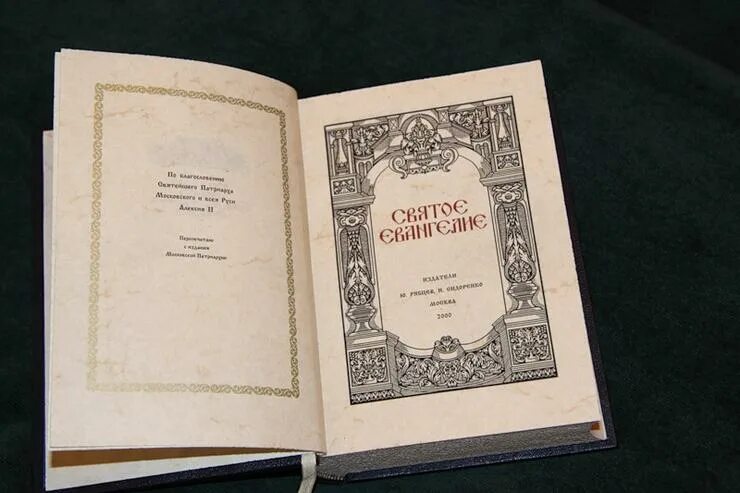 По благословению
Святейшего Патриарха
Московского и всея Руси
Алексия II
Перепечатано
с издания
Московской Патриархии
СВЯТОЕ
ЕВАНГЕЛИЕ
ИЗДАТЕЛИ
Ю. РЯБЦЕВ, Н. СИДОРЕНКО
МОСКВА
2000